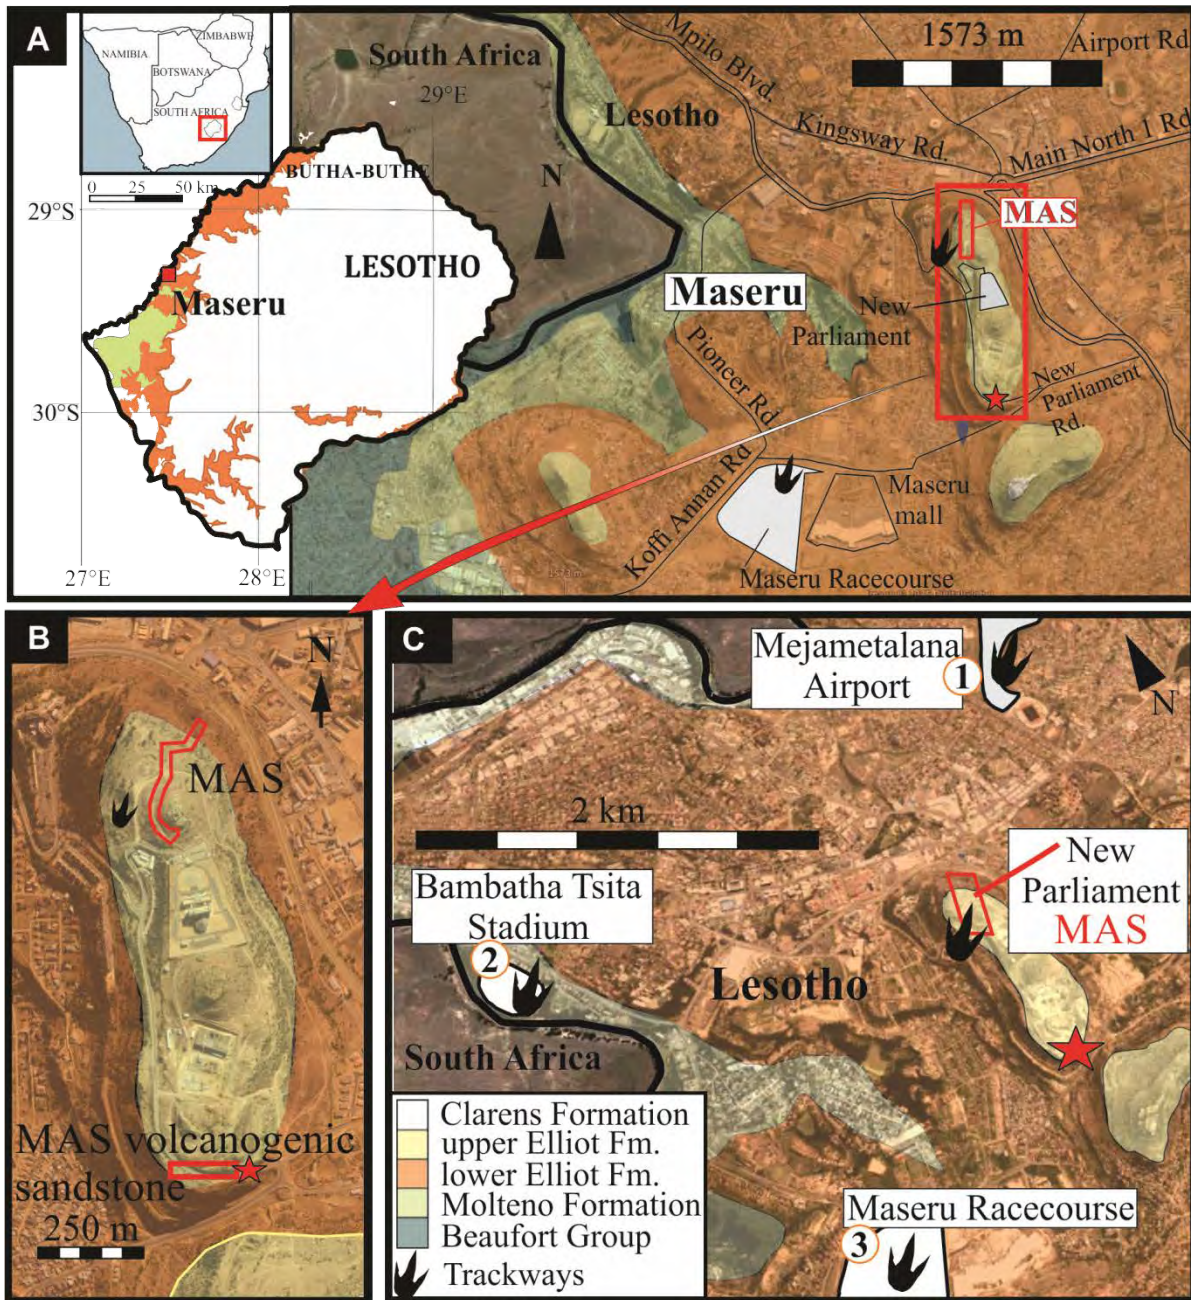 A
NAMIBIA
ZIMBABWE
BOTSWANA
SOUTH AFRICA
0 25 50 km
South Africa
29°E
Lesotho
N
BUTHA-BUTHE
29°S
LESOTHO
Maseru
30°S
27°E
28°E
1573 m
Airport Rd.
Mpilo Blvd.
Kingsway Rd.
Main North 1 Rd
MAS
Maseru
New
Parliament
Pioneer Rd
New
Parliament
Rd.
Koffi Annan Rd
Maseru
mall
Maseru Racecourse
B
N
MAS
MAS volcanogenic
sandstone
250 m
C
Mejametalana
Airport
1
N
2 km
Bambatha Tsita
Stadium
2
New
Parliament
MAS
Lesotho
South Africa
Clarens Formation
upper Elliot Fm.
lower Elliot Fm.
Molteno Formation
Beaufort Group
Trackways
Maseru Racecourse
3